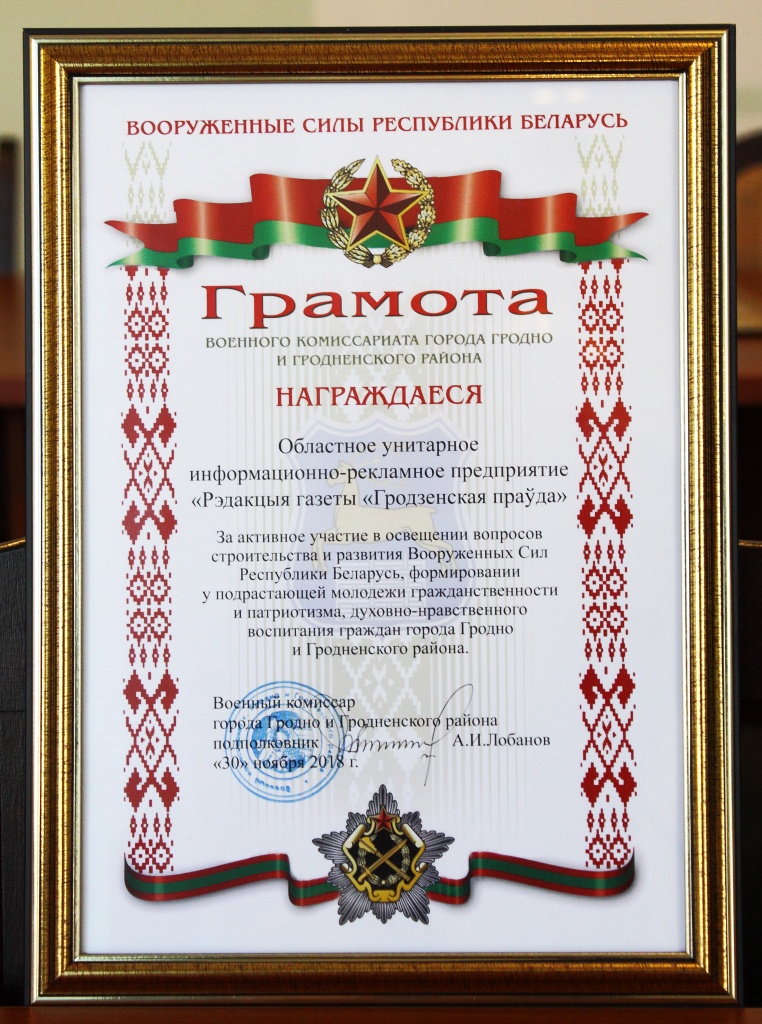 ВООРУЖЕННЫЕ СИЛЫ РЕСПУБЛИКИ БЕЛАРУСЬ
Грамота
ВОЕННОГО КОМИССАРИАТА ГОРОДА ГРОДНО
И ГРОДНЕНСКОГО РАЙОНА
НАГРАЖДАЕСЯ
Областное унитарное
информационно-рекламное предприятие
«Рэдакцыя газеты «Гродзенская праўда»
За активное участие в освещении вопросов
строительства и развития Вооруженных Сил
Республики Беларусь, формировании
у подрастающей молодежи гражданственности
и патриотизма, духовно-нравственного
воспитания граждан города Гродно
и Гродненского района.
Военный комиссар
города Гродно и Гродненского района
подполковник А.И.Лобанов
«30» ноября 2018 г.